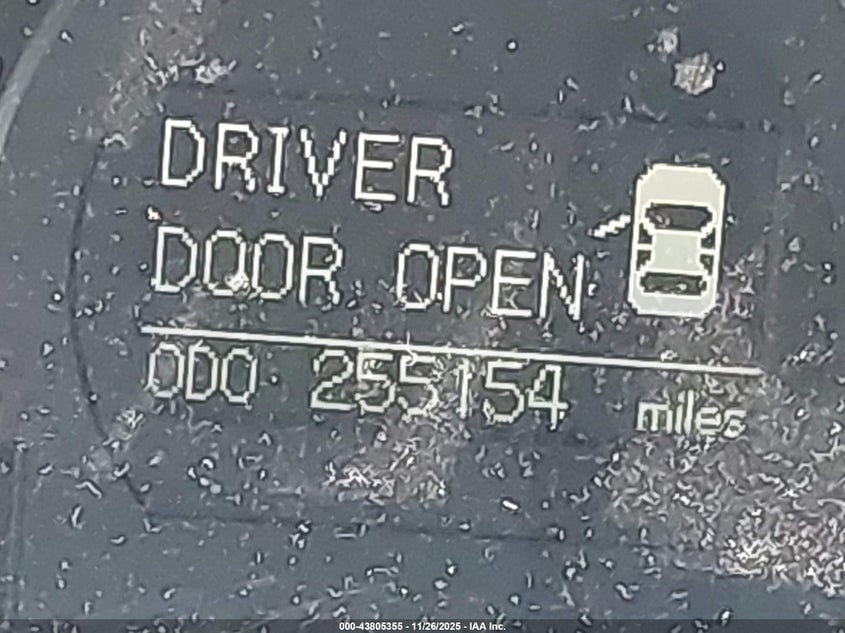 DRIVER
DOOR OPEN
ODO 255154 miles
000-43805355 - 11/26/2025 - IAA Inc.